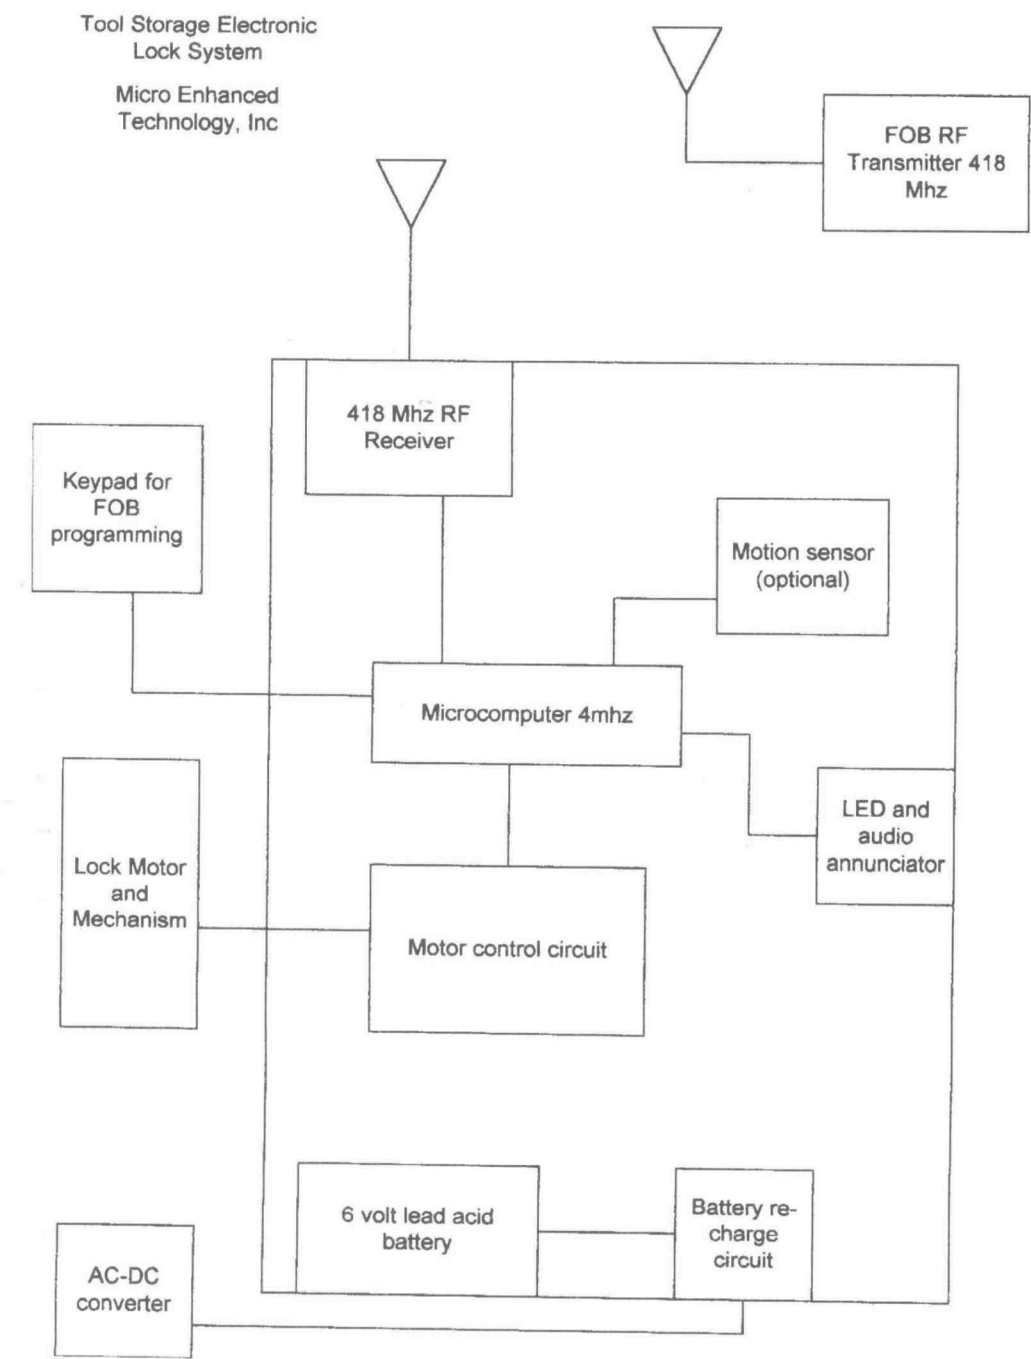 Tool Storage Electronic
Lock System
Micro Enhanced
Technology, Inc
FOB RF
Transmitter 418
Mhz
418 Mhz RF
Receiver
Keypad for
FOB
programming
Motion sensor
(optional)
Microcomputer 4mhz
LED and
audio
annunciator
Lock Motor
and
Mechanism
Motor control circuit
6 volt lead acid
battery
Battery re-
charge
circuit
AC-DC
converter